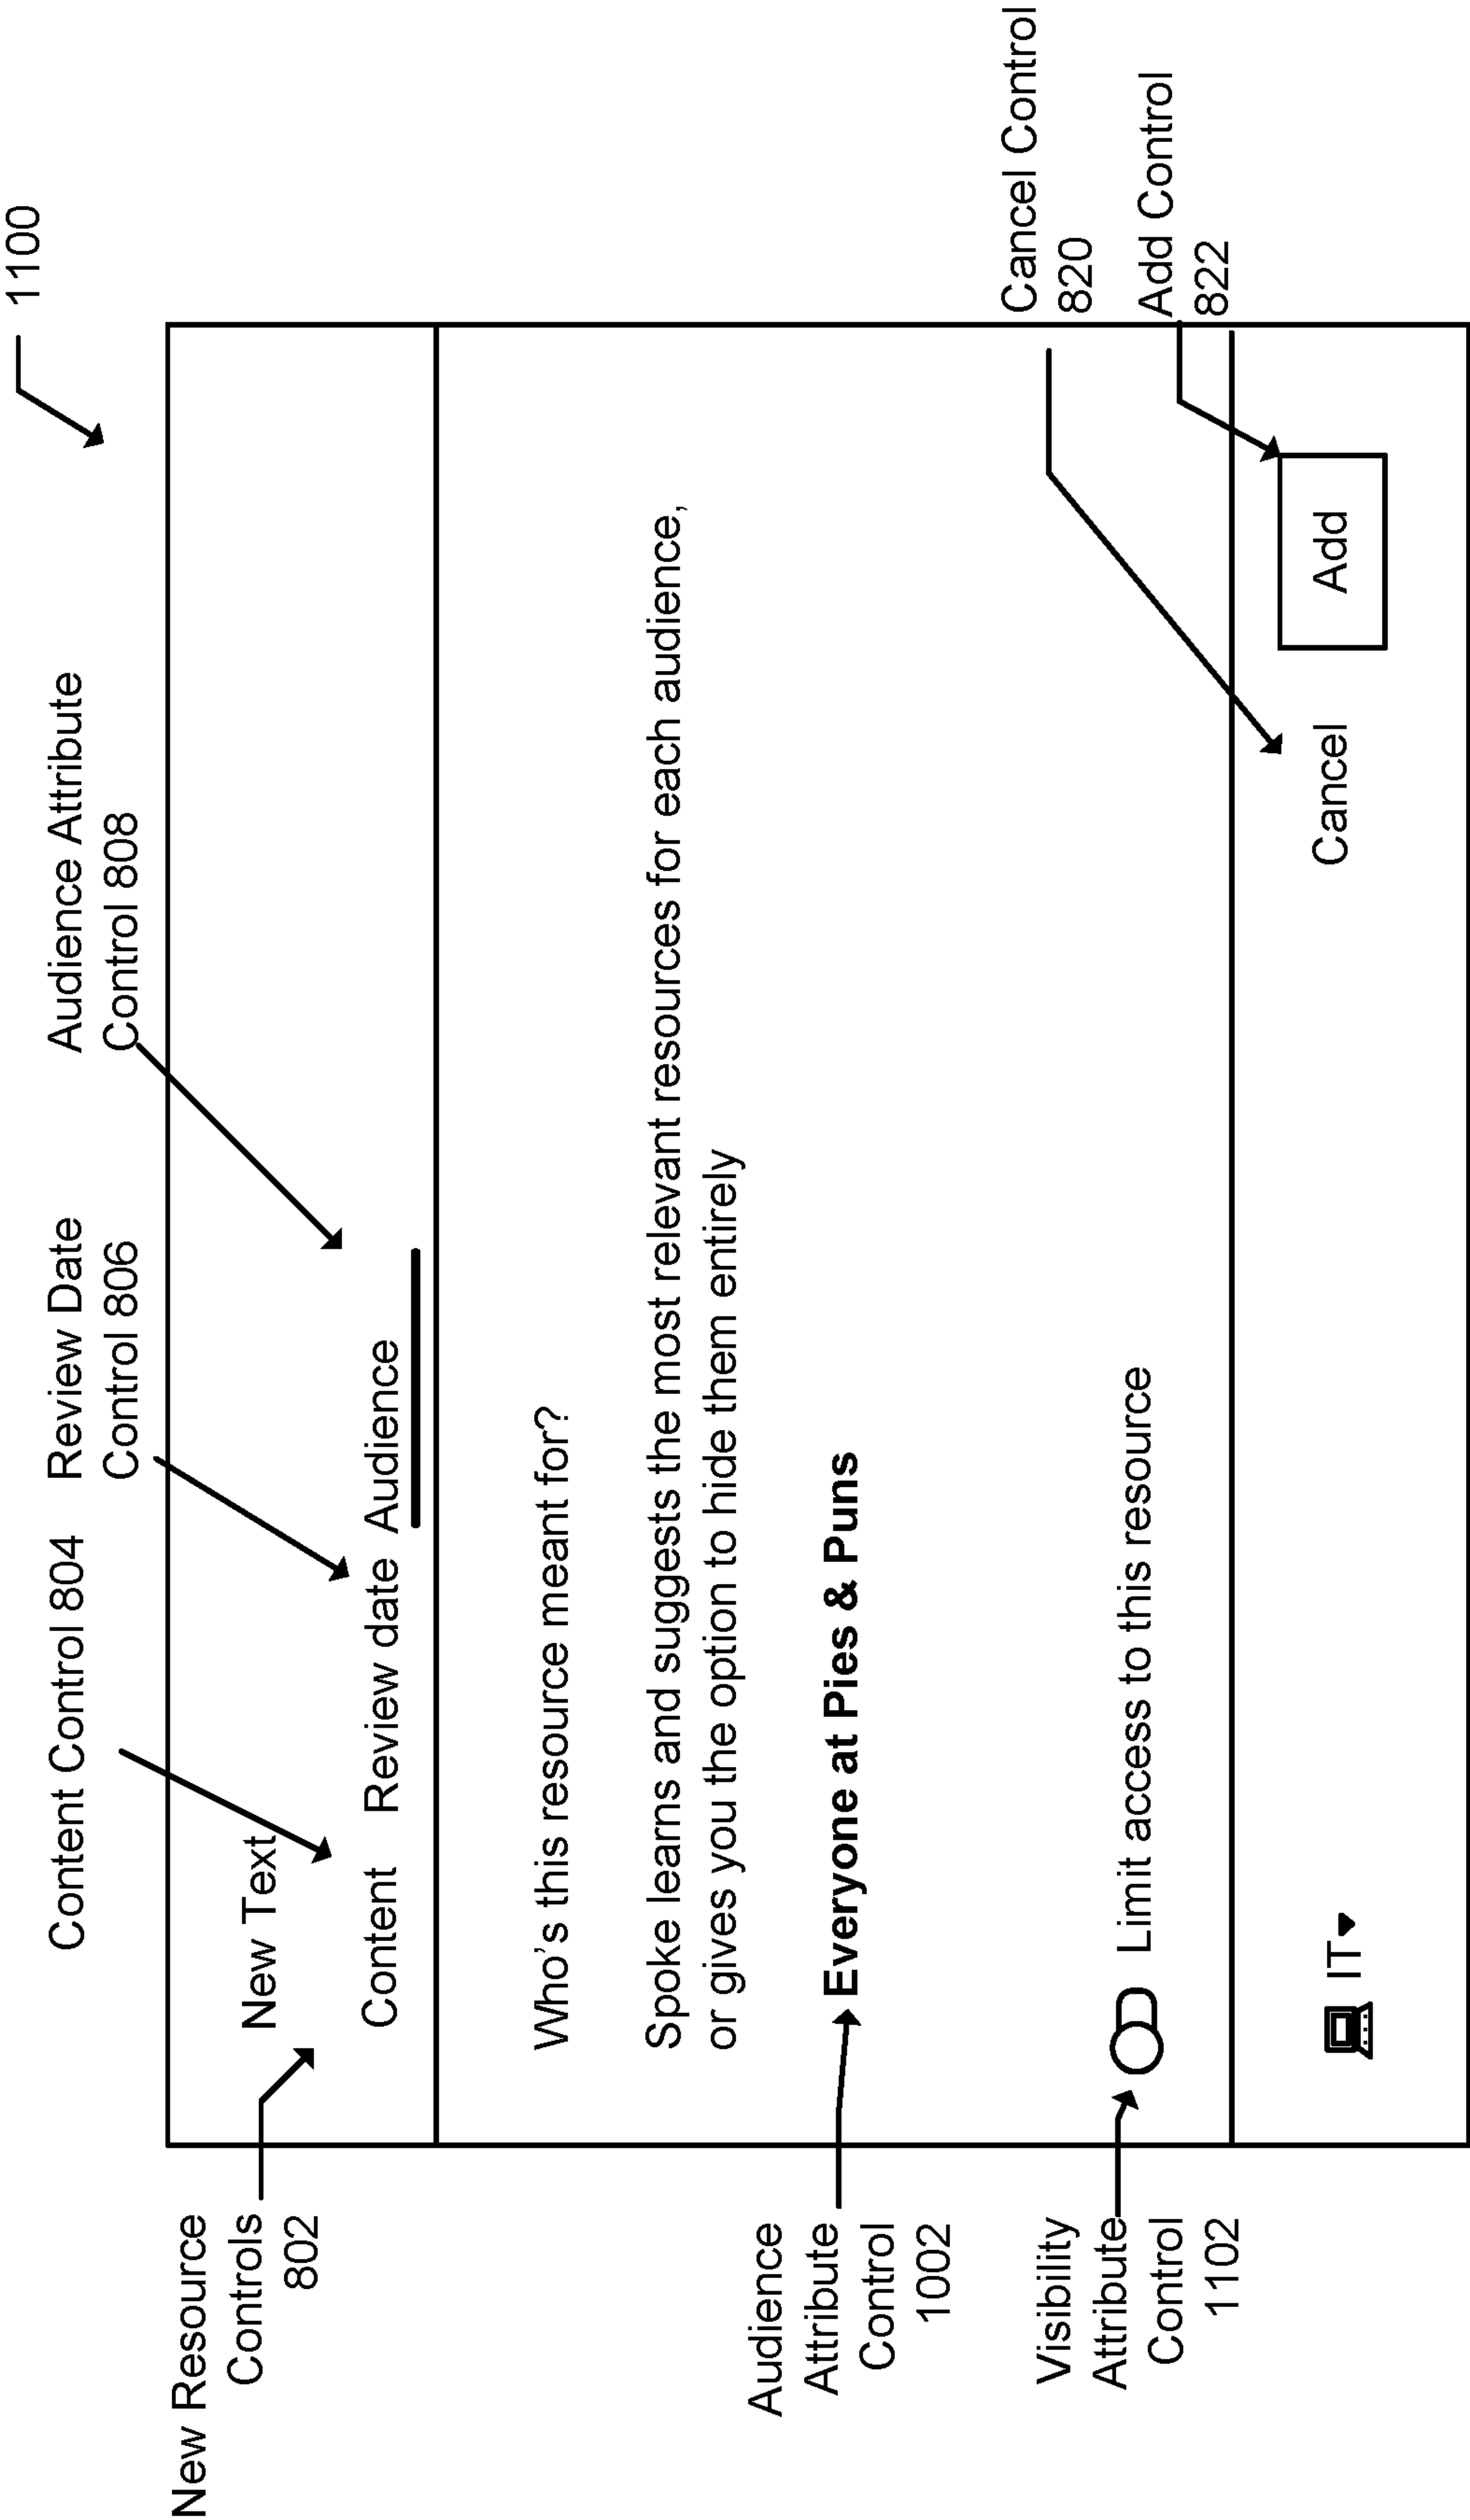 1100
Content Control 804
Review Date
Control 806
Audience Attribute
Control 808
New Resource
Controls
802
New Text
Content Review date Audience
Who's this resource meant for?
Spoke learns and suggests the most relevant resources for each audience,
or gives you the option to hide them entirely
Audience
Attribute
Control
1002
Everyone at Pies & Puns
Cancel Control
820
Visibility
Attribute
Control
1102
Limit access to this resource
Add Control
822
IT
Cancel
Add